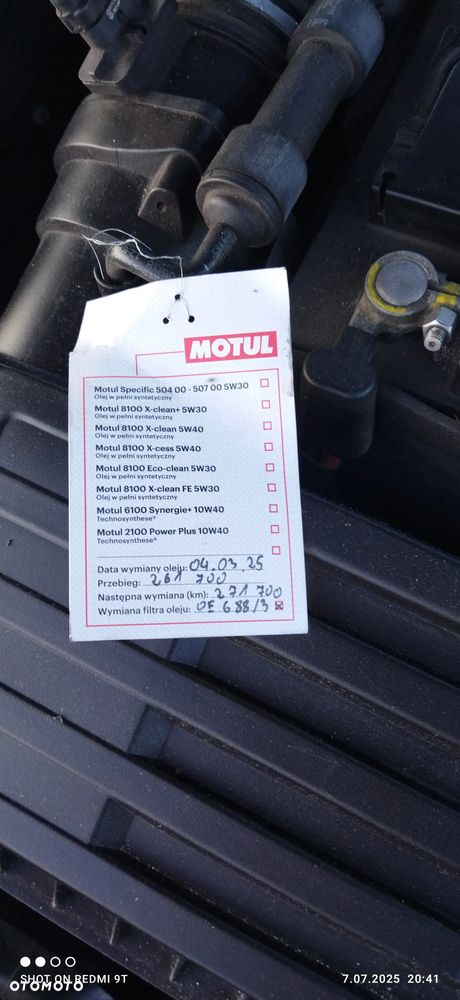 MOTUL
Motul Specific 504 00 - 507 00 5W30
Olej w pełni syntetyczny
Motul 8100 X-clean+ 5W30
Olej w pełni syntetyczny
Motul 8100 X-clean 5W40
Olej w pełni syntetyczny
Motul 8100 X-cess 5W40
Olej w pełni syntetyczny
Motul 8100 Eco-clean 5W30
Olej w pełni syntetyczny
Motul 8100 X-clean FE 5W30
Olej w pełni syntetyczny
Motul 6100 Synergie+ 10W40
Technosynthese®
Motul 2100 Power Plus 10W40
Technosynthese®
Data wymiany oleju: 04.03.25
Przebieg: 261 700
Następna wymiana (km): 271 700
Wymiana filtra oleju: OE 688/3
SHOT ON REDMI 9T
7.07.2025 20:41
OTOMOTO